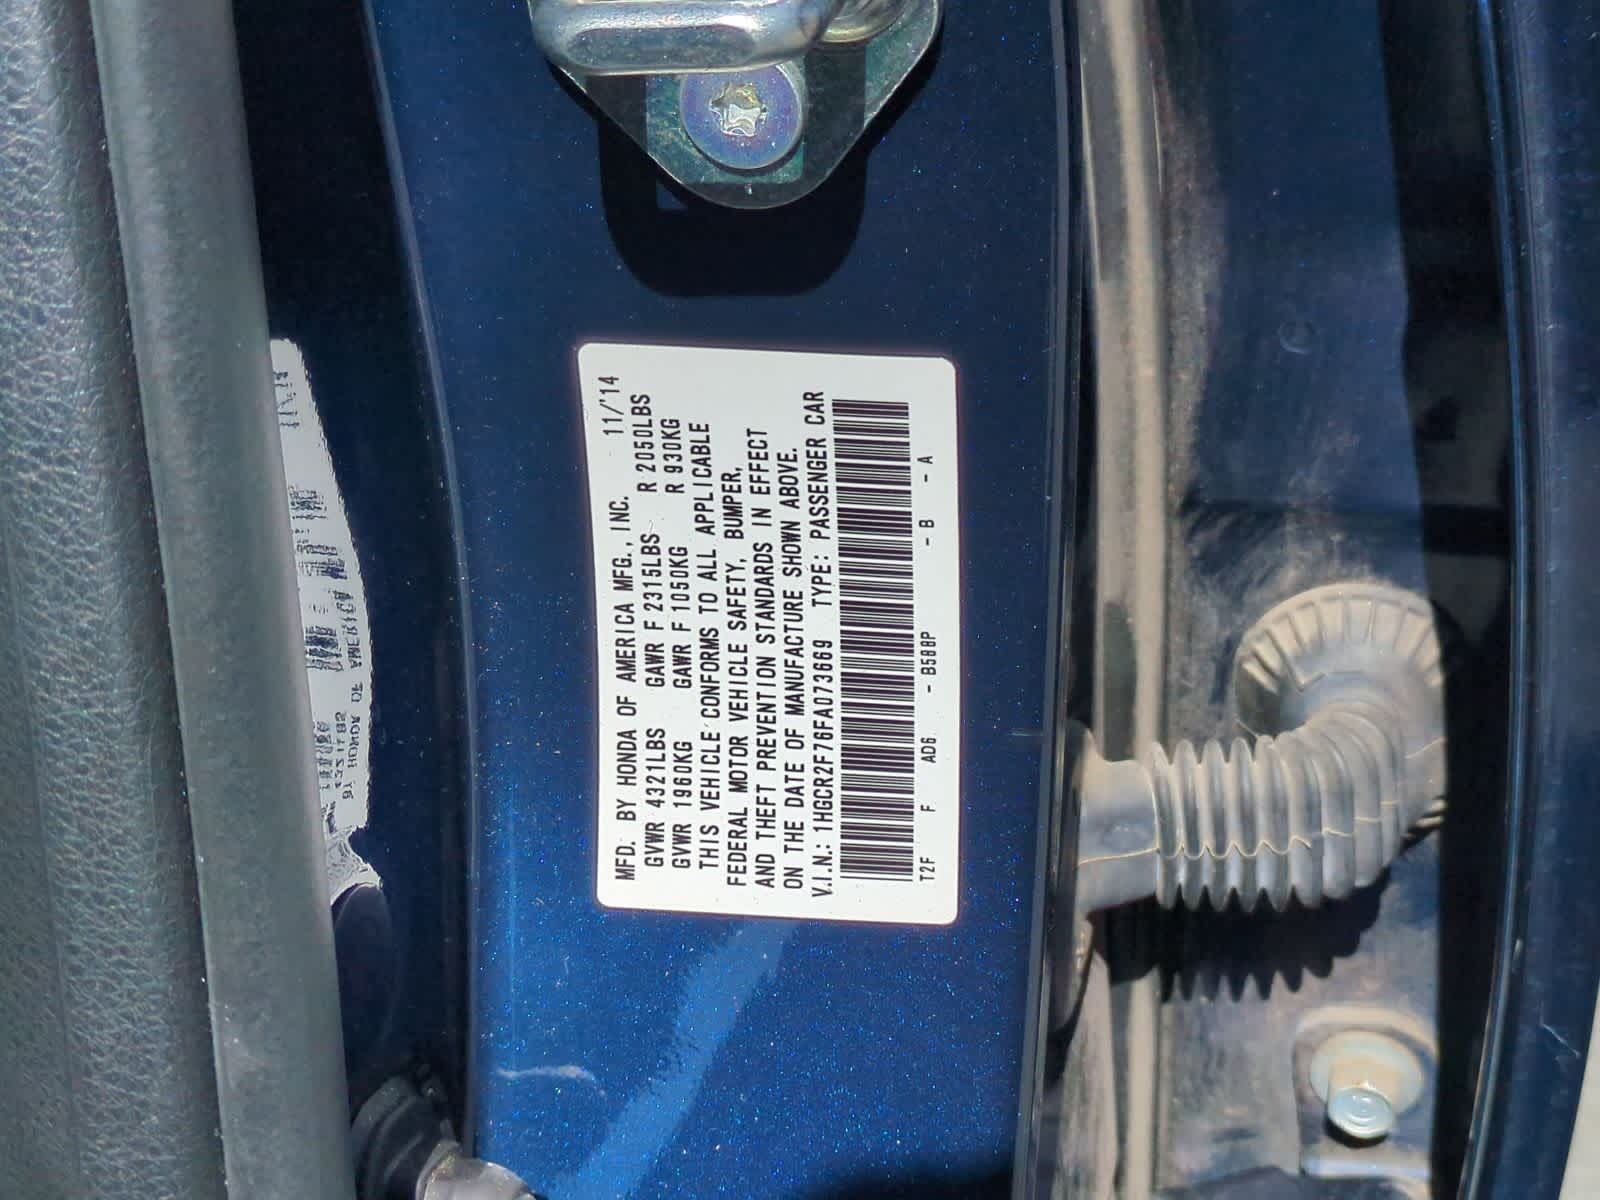 MFD. BY HONDA OF AMERICA MFG., INC. 11/'14
GVWR 4321LBS GAWR F 2315LBS R 2050LBS
GVWR 1960KG GAWR F 1050KG R 930KG
THIS VEHICLE CONFORMS TO ALL APPLICABLE
FEDERAL MOTOR VEHICLE SAFETY, BUMPER,
AND THEFT PREVENTION STANDARDS IN EFFECT
ON THE DATE OF MANUFACTURE SHOWN ABOVE.
V.I.N.: 1HGCR2F76FA073669 TYPE: PASSENGER CAR
T2F F AD6 - B588P - B - A